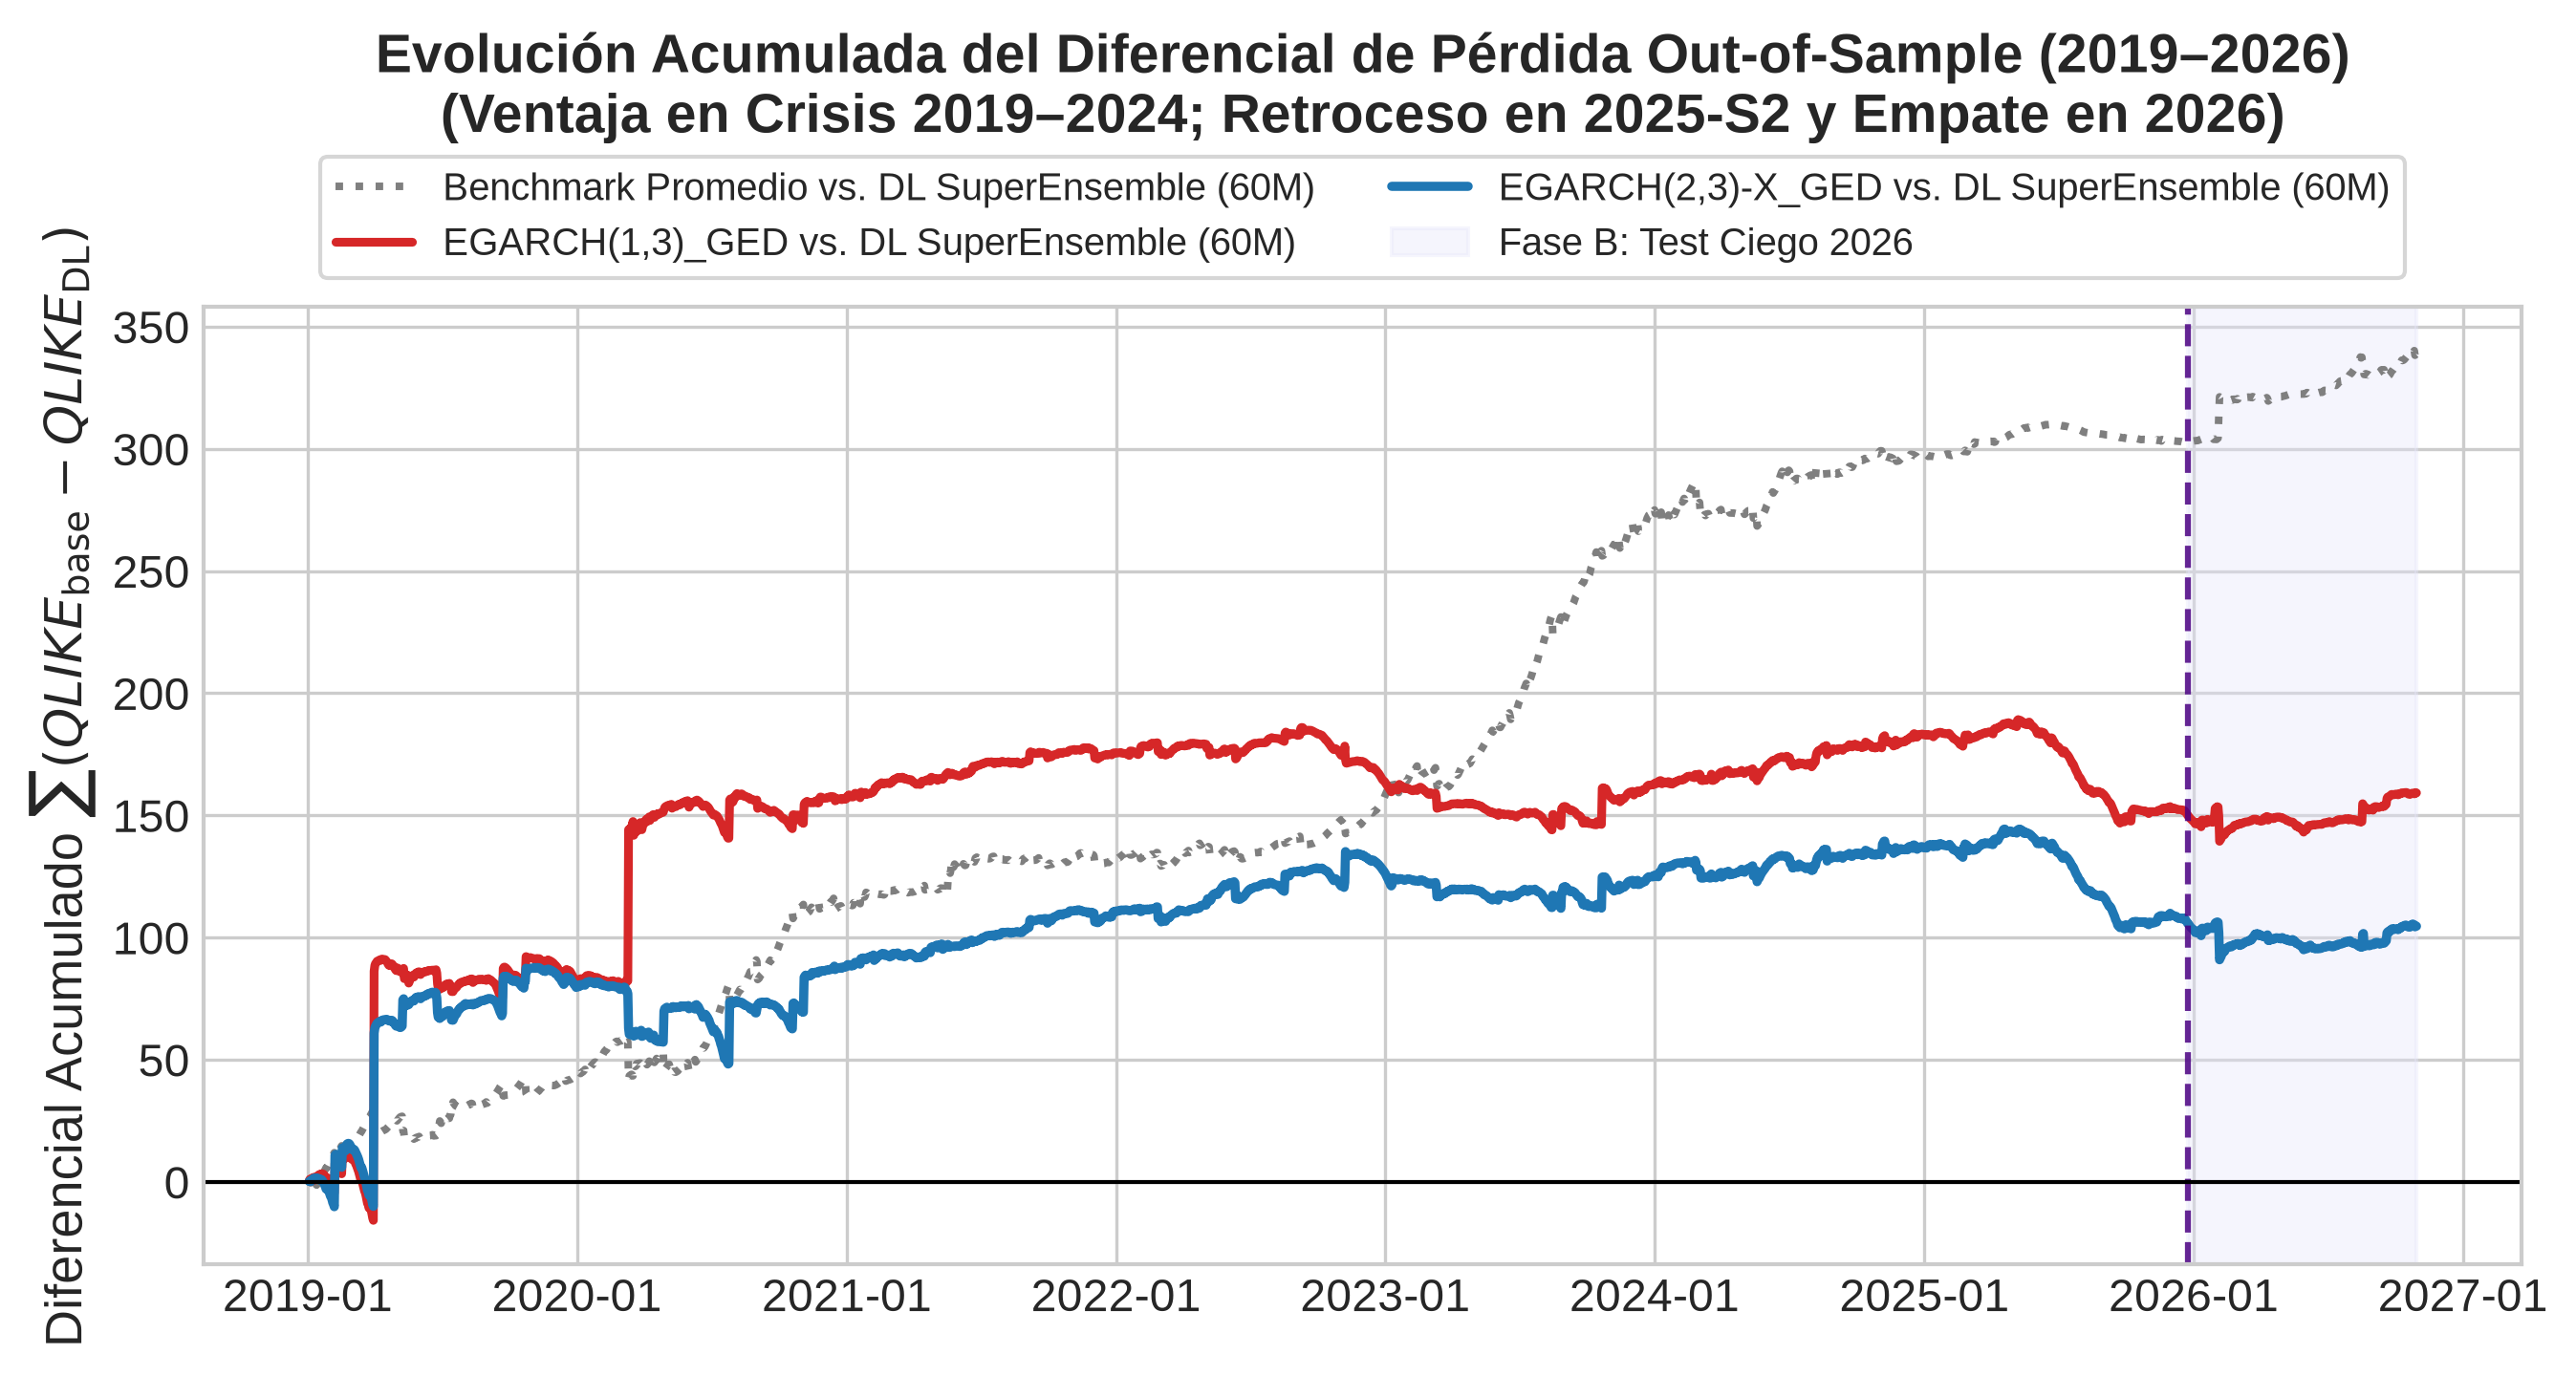 Evolución Acumulada del Diferencial de Pérdida Out-of-Sample (2019–2026)
(Ventaja en Crisis 2019–2024; Retroceso en 2025-S2 y Empate en 2026)
Benchmark Promedio vs. DL SuperEnsemble (60M)
EGARCH(1,3)_GED vs. DL SuperEnsemble (60M)
EGARCH(2,3)-X_GED vs. DL SuperEnsemble (60M)
Fase B: Test Ciego 2026
Diferencial Acumulado ∑(QLIKE_base − QLIKE_DL)
350
300
250
200
150
100
50
0
2019-01
2020-01
2021-01
2022-01
2023-01
2024-01
2025-01
2026-01
2027-01